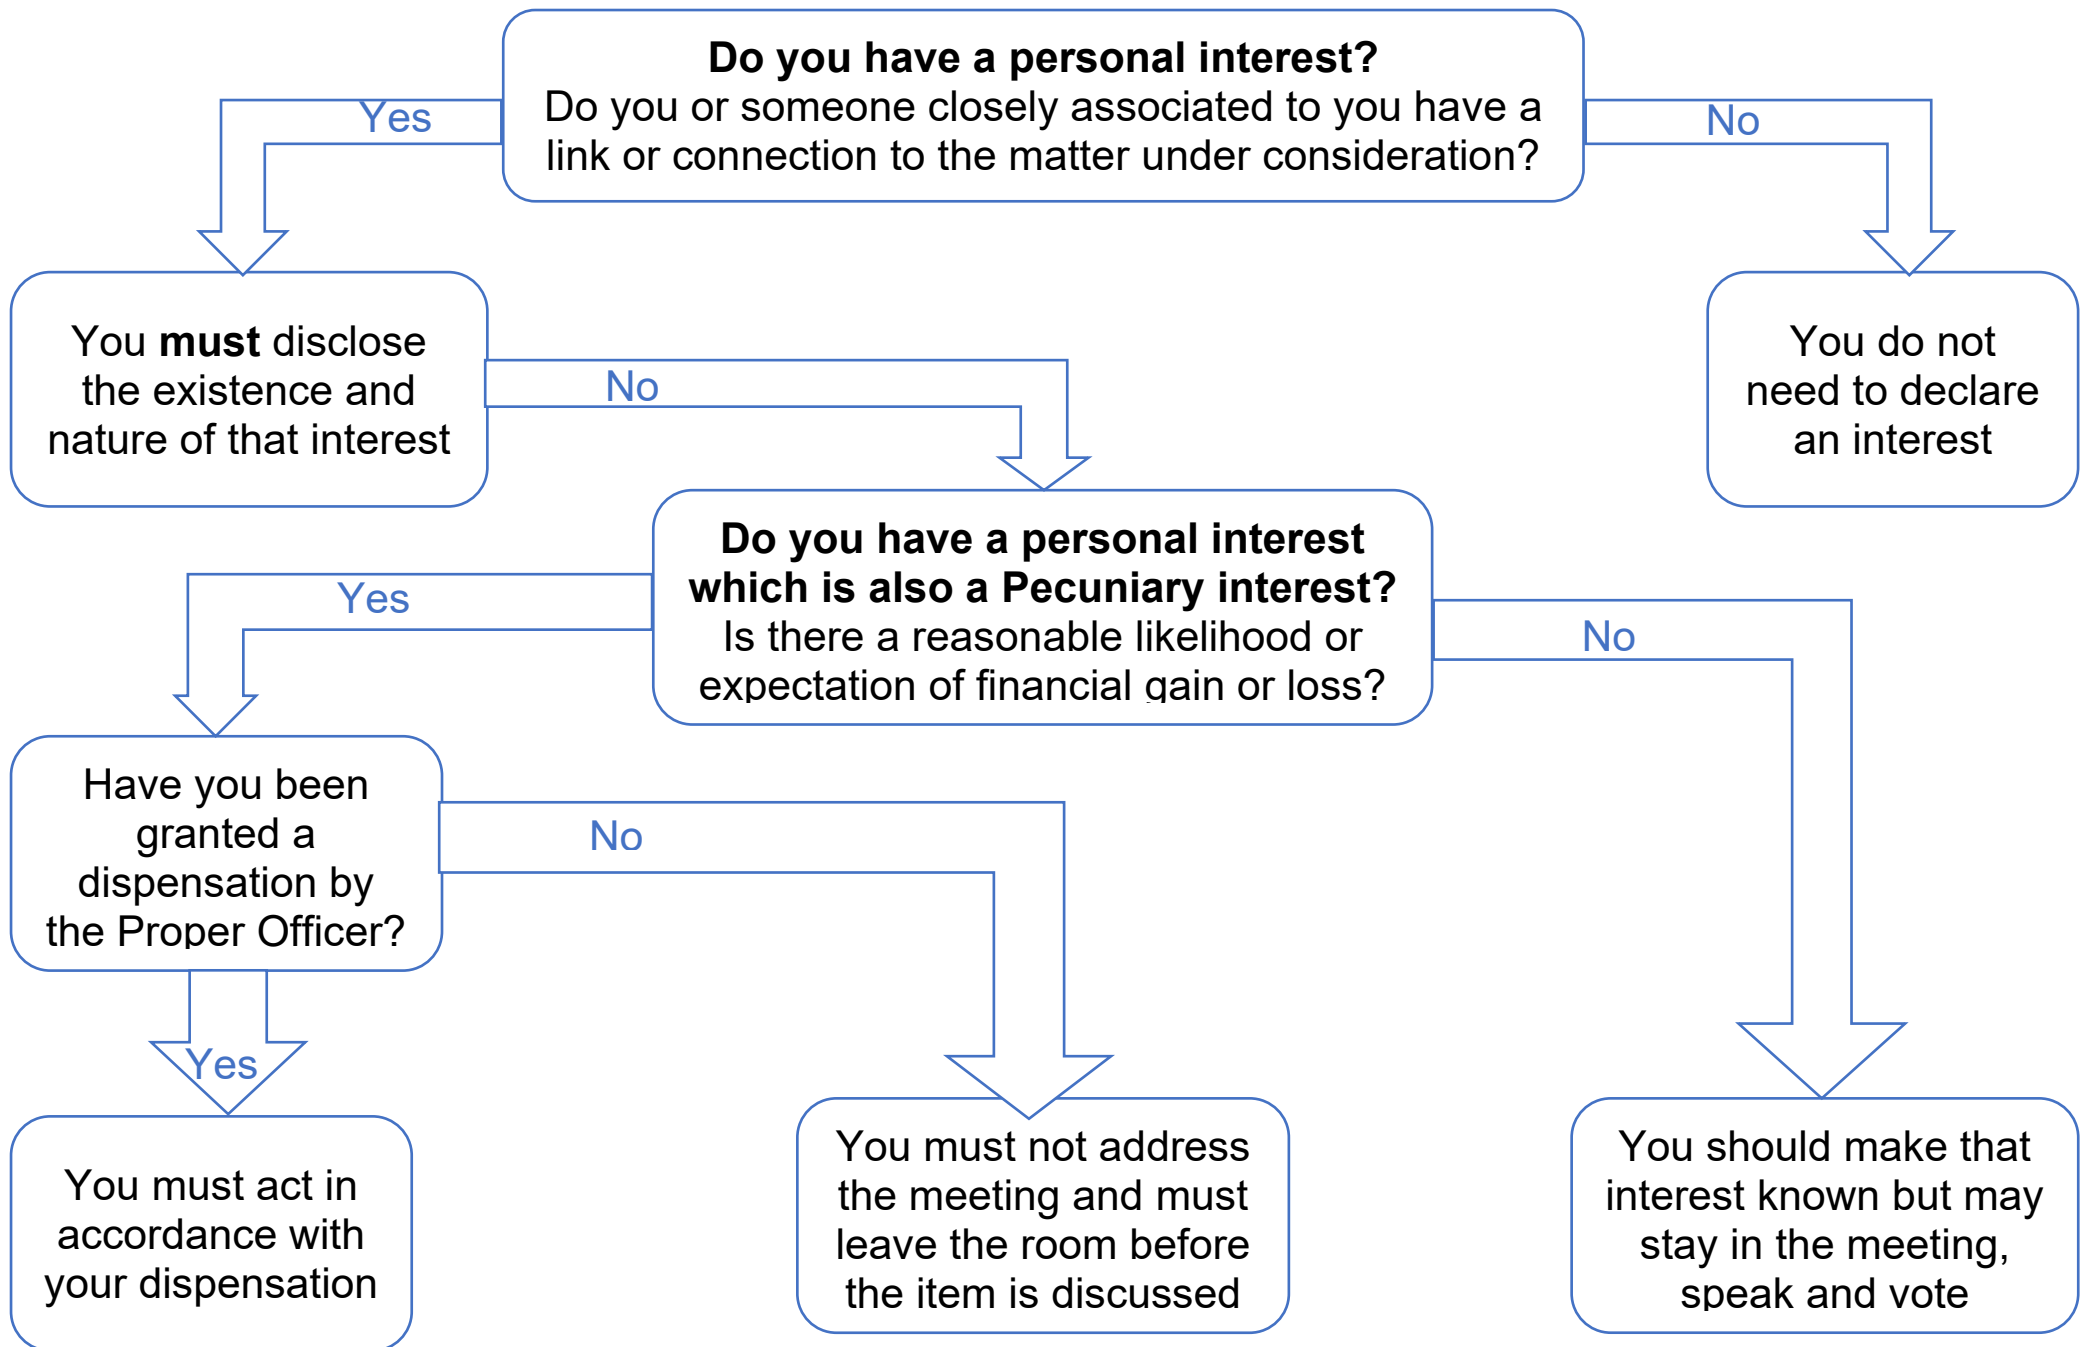 Do you have a personal interest?
Do you or someone closely associated to you have a
link or connection to the matter under consideration?
Yes
No
You must disclose
the existence and
nature of that interest
No
You do not
need to declare
an interest
Do you have a personal interest
which is also a Pecuniary interest?
Is there a reasonable likelihood or
expectation of financial gain or loss?
Yes
No
Have you been
granted a
dispensation by
the Proper Officer?
No
Yes
You must act in
accordance with
your dispensation
You must not address
the meeting and must
leave the room before
the item is discussed
You should make that
interest known but may
stay in the meeting,
speak and vote